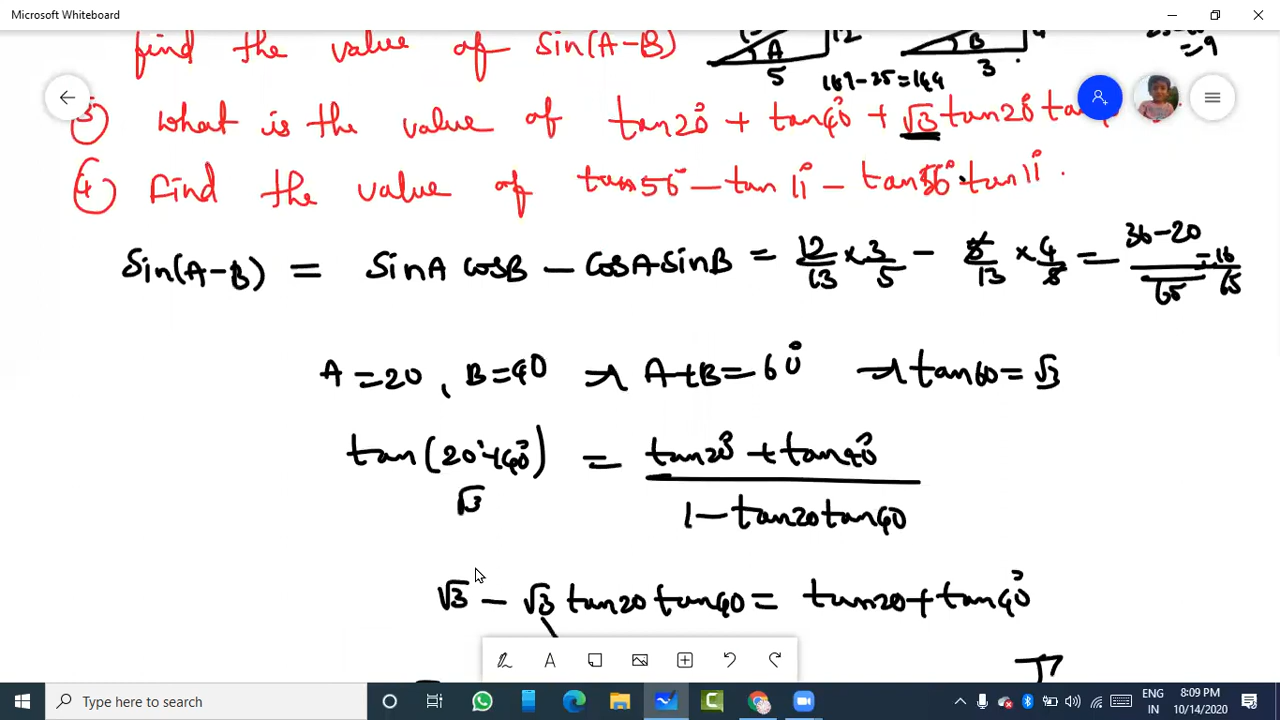 Microsoft Whiteboard
find the value of sin(A-B)
12
A
5
B
3
169-25=144
=9
3) what is the value of tan20° + tan40° + √3 tan20° tan
4) Find the value of tan56° - tan11° - tan56° · tan11° .
Sin(A-B) = SinA cosB - cosA SinB = 12/13 × 3/5 - 5/13 × 4/5 = 36-20/65 = 16/65
A=20, B=40 → A+B=60° → tan60=√3
tan(20°+40°) = tan20° + tan40° / 1-tan20 tan40
√3
√3 - √3 tan20 tan40 = tan20 + tan40°
Type here to search
ENG
8:09 PM
IN
10/14/2020